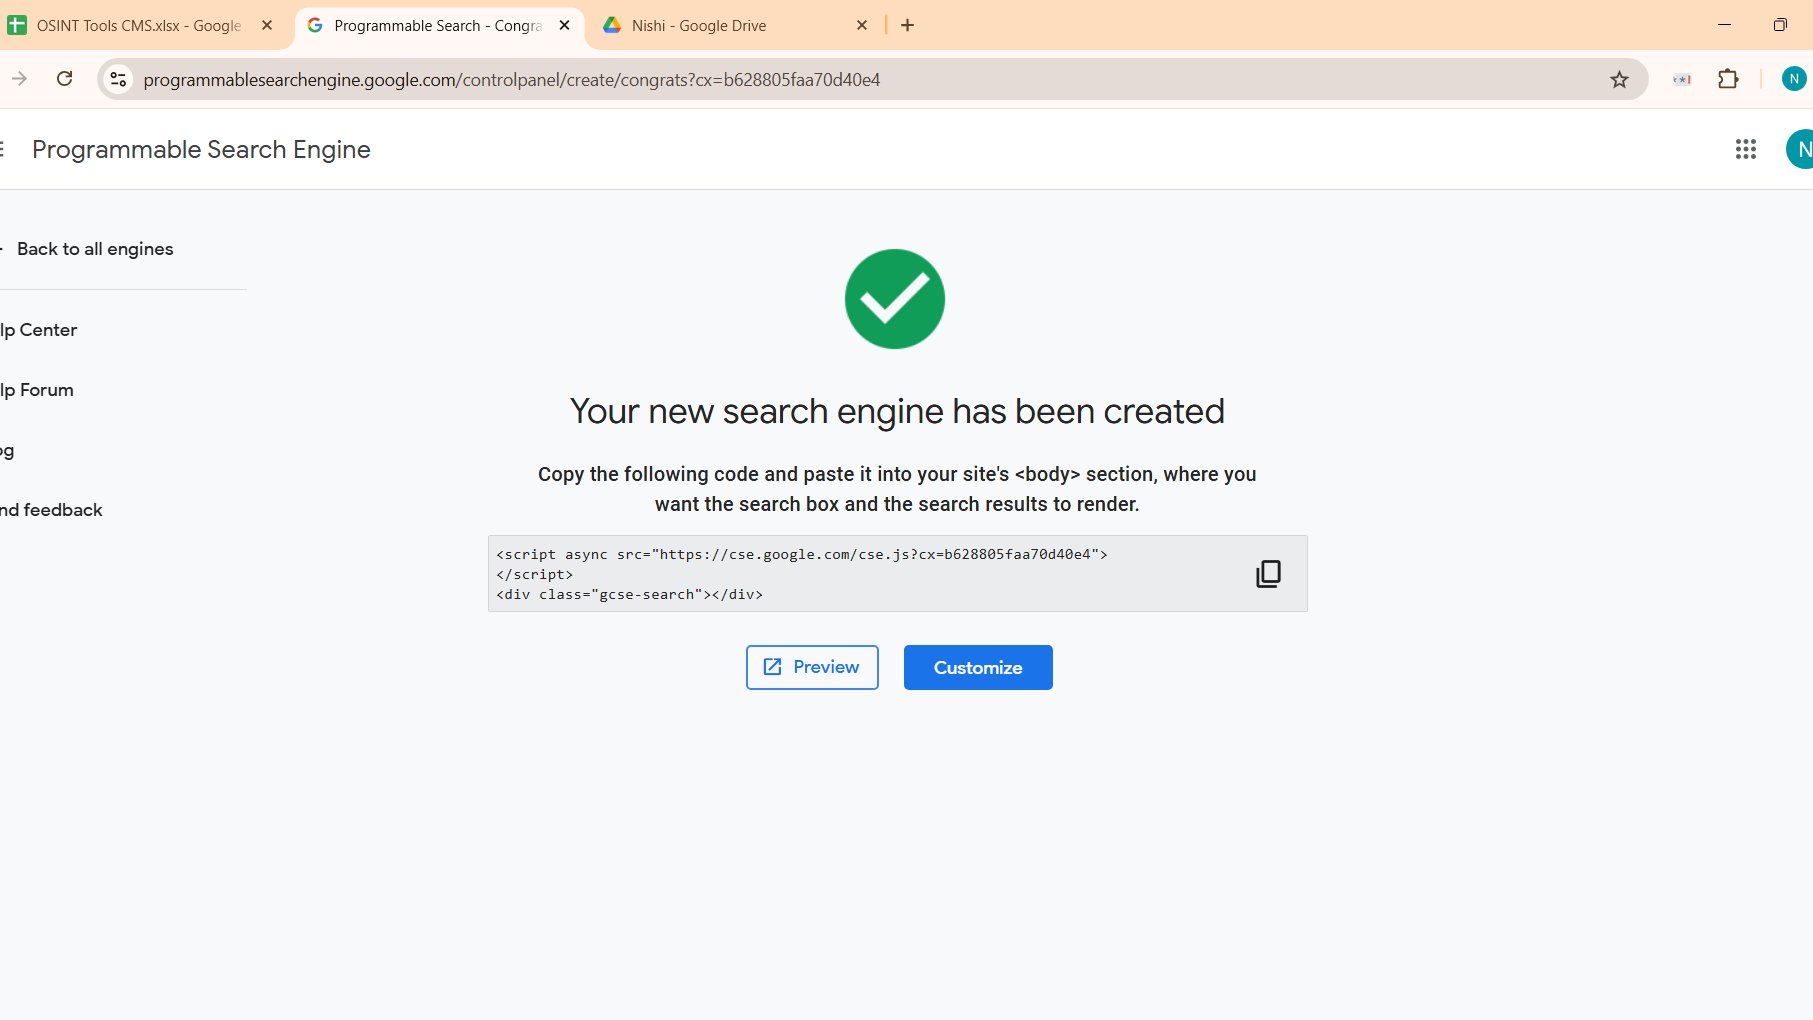 OSINT Tools CMS.xlsx - Google
Programmable Search - Congra
Nishi - Google Drive
programmablesearchengine.google.com/controlpanel/create/congrats?cx=b628805faa70d40e4
N
Programmable Search Engine
N
Back to all engines
lp Center
lp Forum
og
nd feedback
Your new search engine has been created
Copy the following code and paste it into your site's <body> section, where you
want the search box and the search results to render.
<script async src="https://cse.google.com/cse.js?cx=b628805faa70d40e4">
</script>
<div class="gcse-search"></div>
Preview
Customize